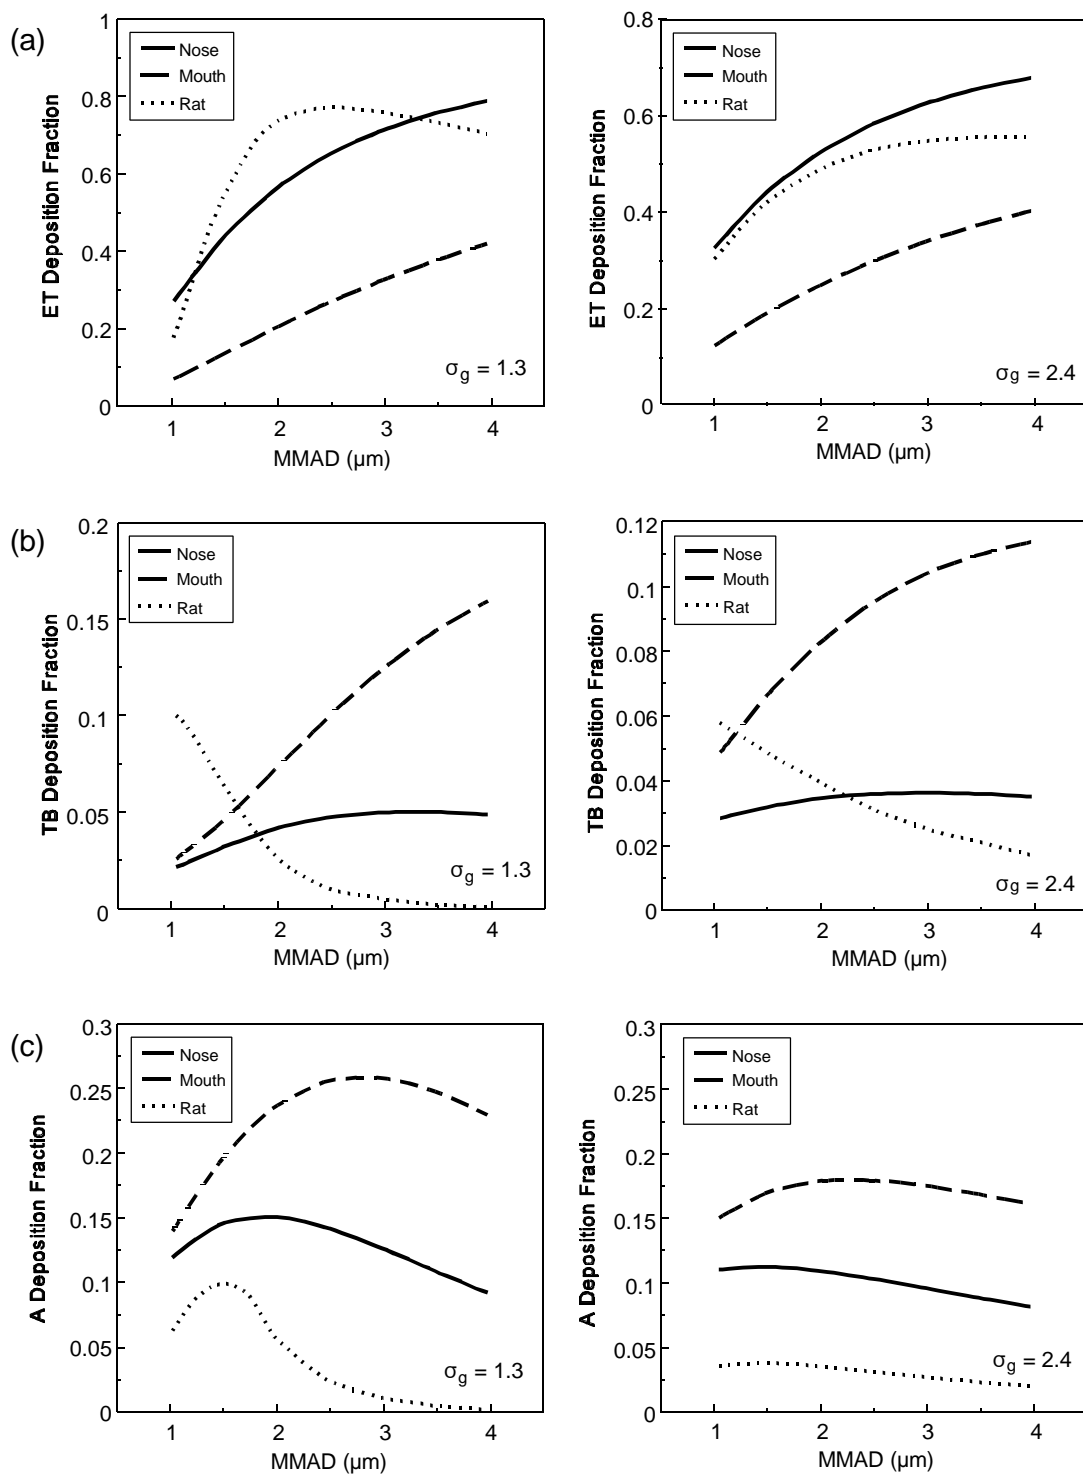 (a)
1
0.8
0.6
0.4
0.2
0
ET Deposition Fraction
Nose
Mouth
Rat
σg = 1.3
1 2 3 4
MMAD (µm)
0.8
0.6
0.4
0.2
0
ET Deposition Fraction
Nose
Mouth
Rat
σg = 2.4
1 2 3 4
MMAD (µm)
(b)
0.2
0.15
0.1
0.05
0
TB Deposition Fraction
Nose
Mouth
Rat
σg = 1.3
1 2 3 4
MMAD (µm)
0.12
0.1
0.08
0.06
0.04
0.02
0
TB Deposition Fraction
Nose
Mouth
Rat
σg = 2.4
1 2 3 4
MMAD (µm)
(c)
0.3
0.25
0.2
0.15
0.1
0.05
0
A Deposition Fraction
Nose
Mouth
Rat
σg = 1.3
1 2 3 4
MMAD (µm)
0.3
0.25
0.2
0.15
0.1
0.05
0
A Deposition Fraction
Nose
Mouth
Rat
σg = 2.4
1 2 3 4
MMAD (µm)